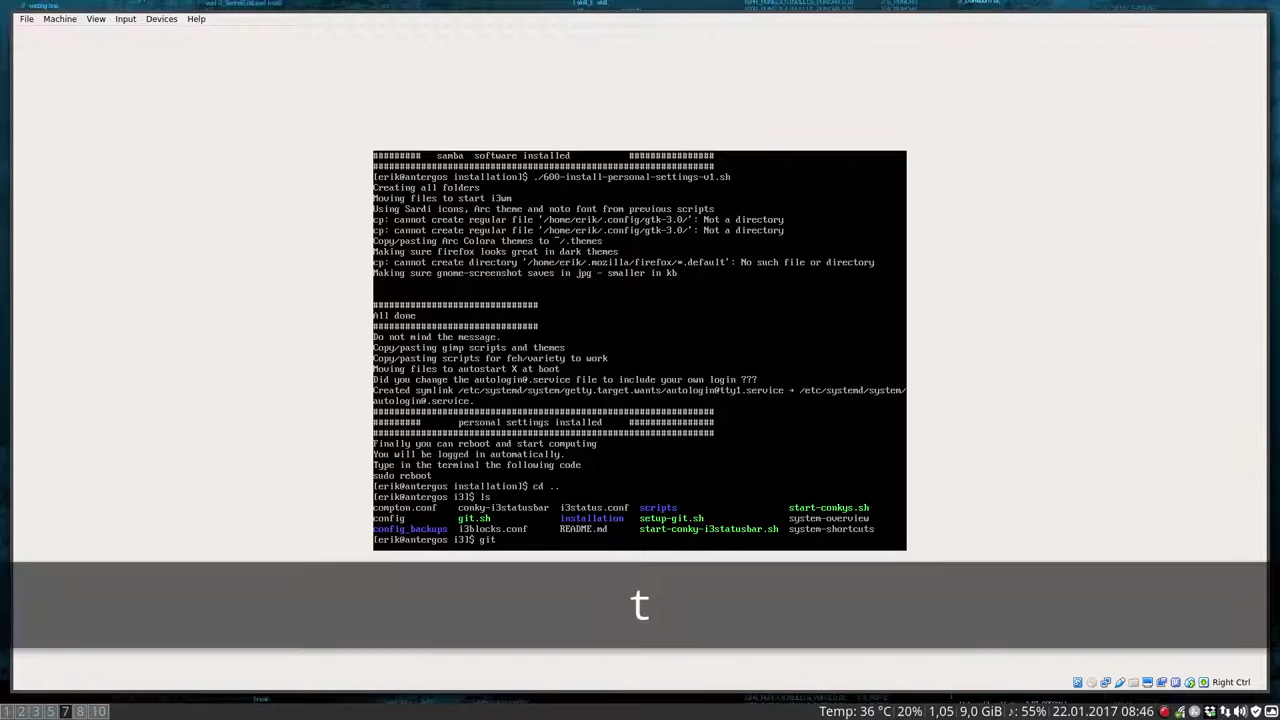 File Machine View Input Devices Help
######### samba software installed ################
################################################################
[erik@antergos installation]$ ./600-install-personal-settings-v1.sh
Creating all folders
Moving files to start i3wm
Using Sardi icons, Arc theme and noto font from previous scripts
cp: cannot create regular file '/home/erik/.config/gtk-3.0/': Not a directory
cp: cannot create regular file '/home/erik/.config/gtk-3.0/': Not a directory
Copy/pasting Arc Colora themes to ~/.themes
Making sure firefox looks great in dark themes
cp: cannot create directory '/home/erik/.mozilla/firefox/*.default': No such file or directory
Making sure gnome-screenshot saves in jpg - smaller in kb
###############################
All done
###############################
Do not mind the message.
Copy/pasting gimp scripts and themes
Copy/pasting scripts for feh/variety to work
Moving files to autostart X at boot
Did you change the autologin@.service file to include your own login ???
Created symlink /etc/systemd/system/getty.target.wants/autologin@tty1.service → /etc/systemd/system/
autologin@.service.
################################################################
######### personal settings installed ################
################################################################
Finally you can reboot and start computing
You will be logged in automatically.
Type in the terminal the following code
sudo reboot
[erik@antergos installation]$ cd ..
[erik@antergos i3]$ ls
compton.conf conky-i3statusbar i3status.conf scripts start-conkys.sh
config git.sh installation setup-git.sh system-overview
config_backups i3blocks.conf README.md start-conky-i3statusbar.sh system-shortcuts
[erik@antergos i3]$ git
t
Right Ctrl
1 2 3 5 7 8 10 Temp: 36 °C 20% 1,05 9,0 GiB ♪: 55% 22.01.2017 08:46